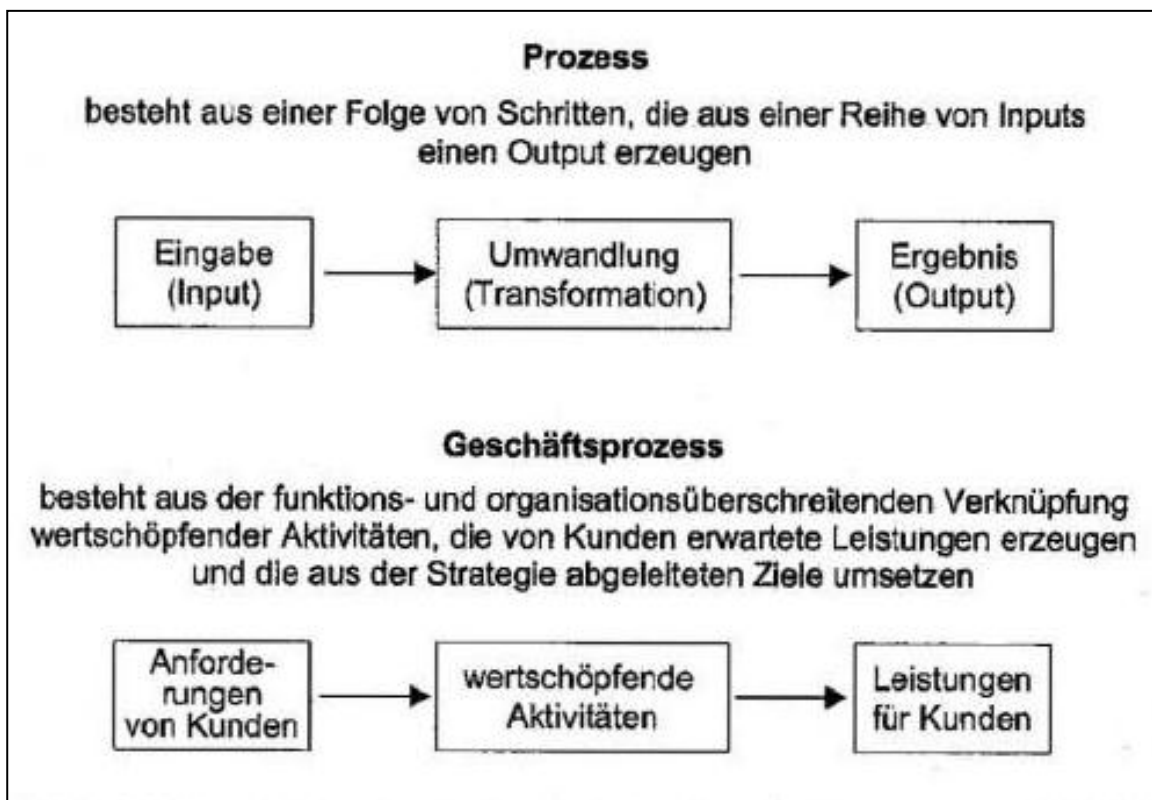 Prozess
besteht aus einer Folge von Schritten, die aus einer Reihe von Inputs
einen Output erzeugen
Eingabe
(Input)
Umwandlung
(Transformation)
Ergebnis
(Output)
Geschäftsprozess
besteht aus der funktions- und organisationsüberschreitenden Verknüpfung
wertschöpfender Aktivitäten, die von Kunden erwartete Leistungen erzeugen
und die aus der Strategie abgeleiteten Ziele umsetzen
Anforde-
rungen
von Kunden
wertschöpfende
Aktivitäten
Leistungen
für Kunden